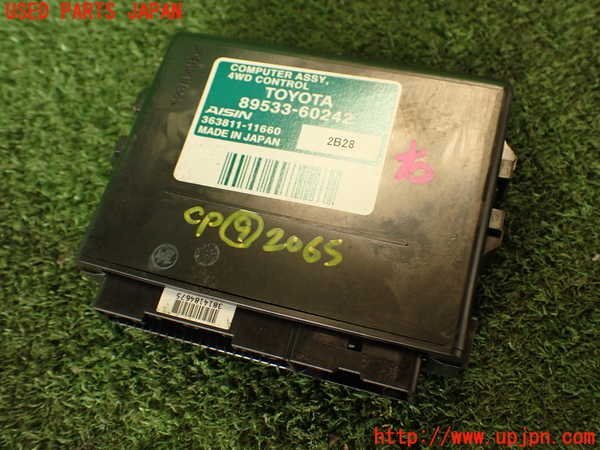 USED PARTS JAPAN
COMPUTER ASSY,
4WD CONTROL
TOYOTA
89533-60242
AISIN
363811-11660
MADE IN JAPAN
2B28
CP⑨2065
3814184675
http://www.upjpn.com/